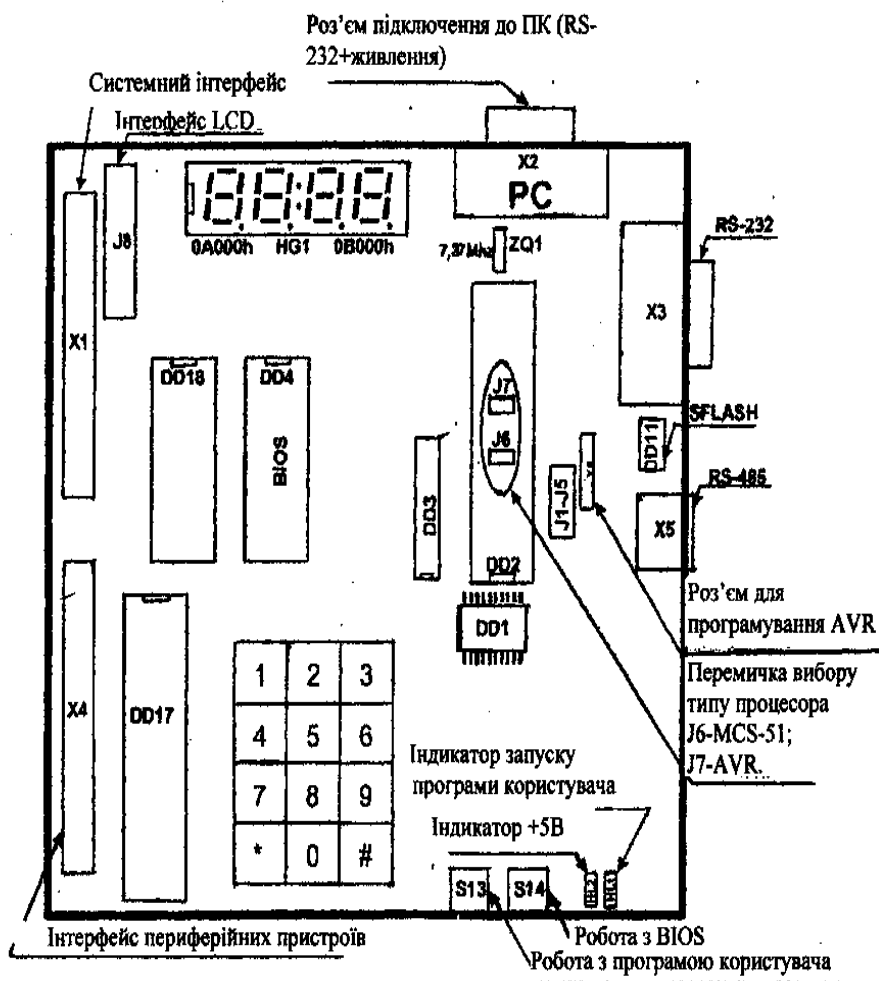 Роз’єм підключення до ПК (RS-
232+живлення)
Системний інтерфейс
Інтерфейс LCD
X2
PC
J8
0A000h HG1 0B000h
7,37Mhz
ZQ1
RS-232
X3
X1
DD18
DD4
BIOS
J7
J6
SFLASH
DD11
DD3
J1-J5
RS-485
X5
DD2
DD1
Роз’єм для
програмування AVR
Перемичка вибору
типу процесора
J6-MCS-51;
J7-AVR.
X4
DD17
1 2 3
4 5 6
7 8 9
* 0 #
Індикатор запуску
програми користувача
Індикатор +5В
S13
S14
HL2
HL3
Інтерфейс периферійних пристроїв
Робота з BIOS
Робота з програмою користувача